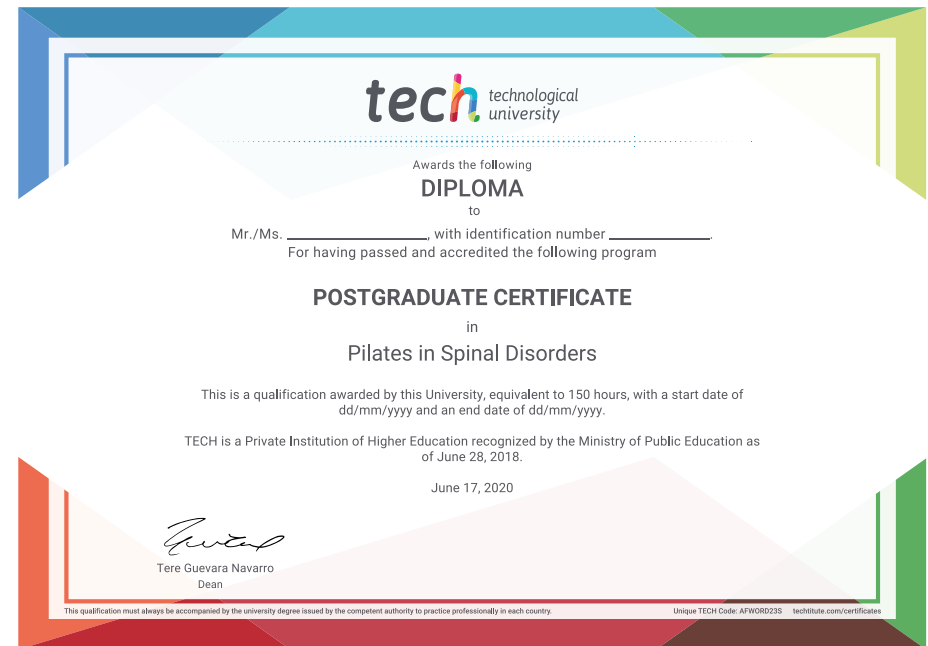 tech technological
university
Awards the following
DIPLOMA
to
Mr./Ms. ____________________, with identification number ______________.
For having passed and accredited the following program
POSTGRADUATE CERTIFICATE
in
Pilates in Spinal Disorders
This is a qualification awarded by this University, equivalent to 150 hours, with a start date of
dd/mm/yyyy and an end date of dd/mm/yyyy.
TECH is a Private Institution of Higher Education recognized by the Ministry of Public Education as
of June 28, 2018.
June 17, 2020
Tere Guevara Navarro
Dean
This qualification must always be accompanied by the university degree issued by the competent authority to practice professionally in each country.
Unique TECH Code: AFWORD23S techtitute.com/certificates